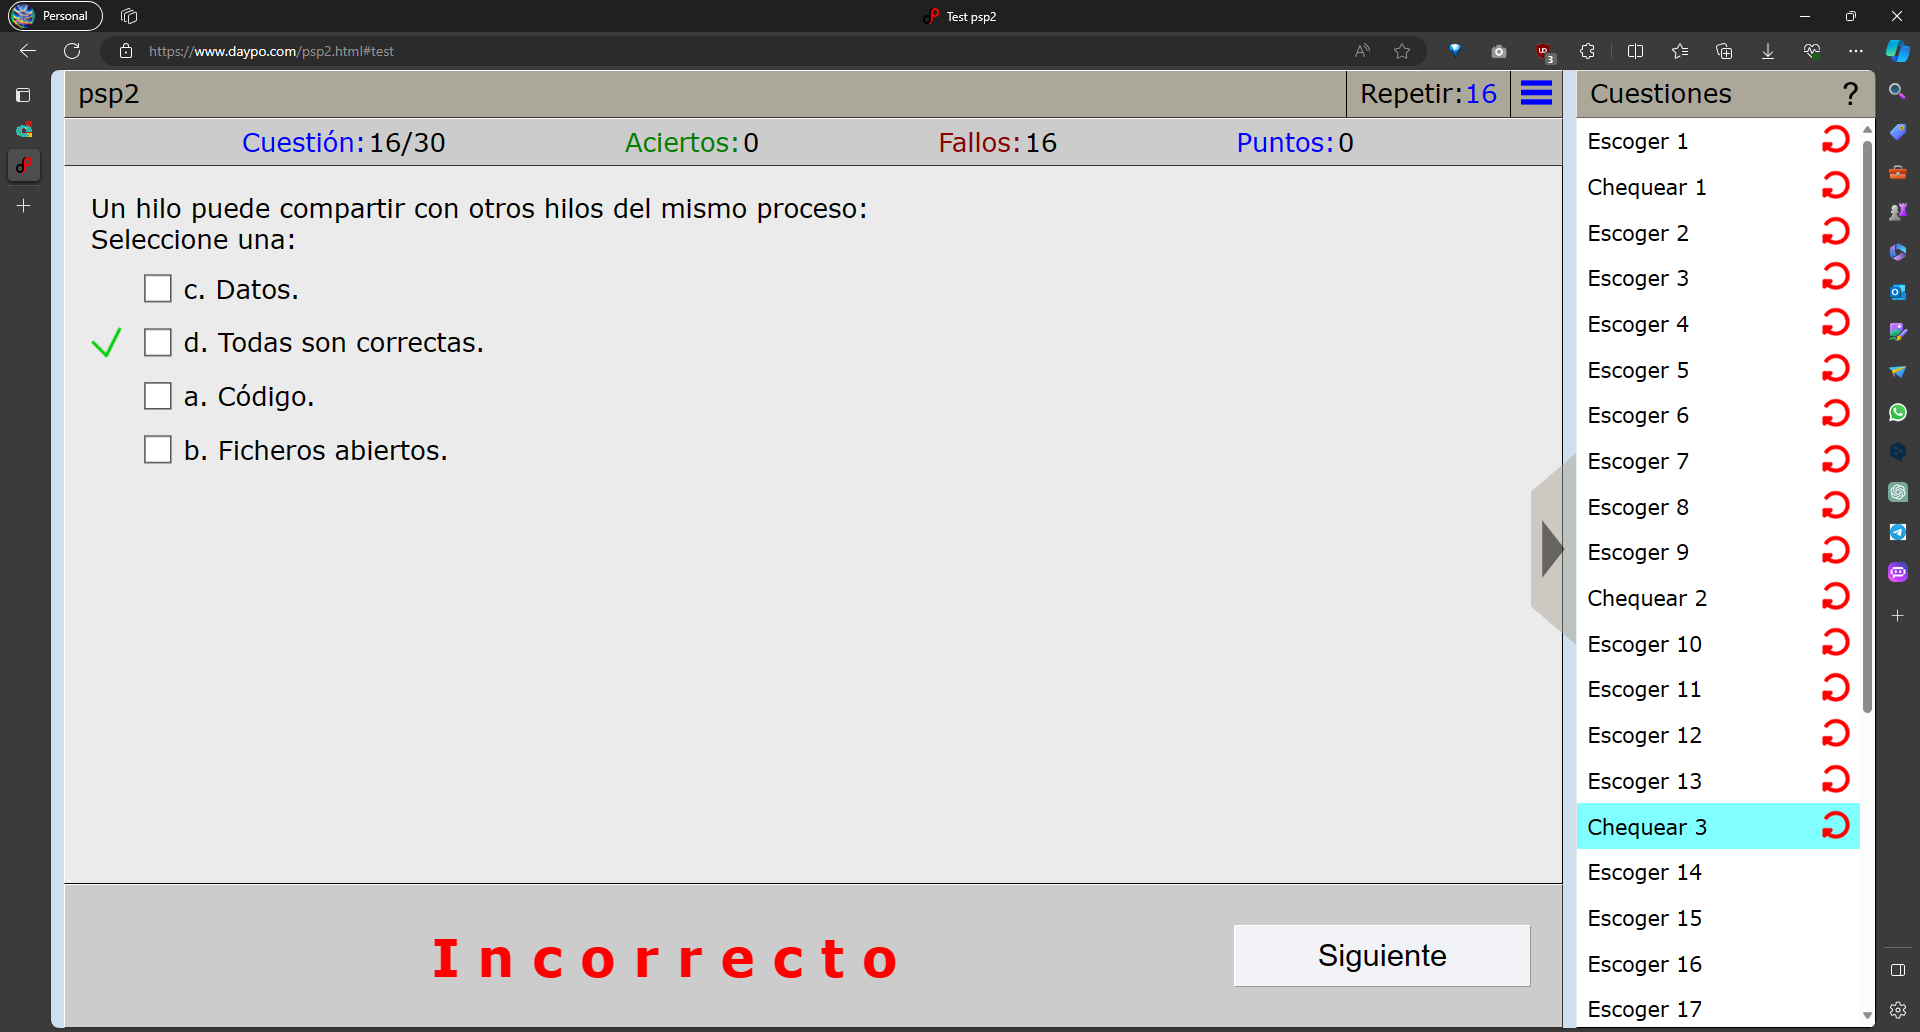 Personal
Test psp2
https://www.daypo.com/psp2.html#test
3
psp2
Repetir:16
Cuestiones
?
Cuestión:16/30
Aciertos:0
Fallos:16
Puntos:0
Un hilo puede compartir con otros hilos del mismo proceso:
Seleccione una:
c. Datos.
d. Todas son correctas.
a. Código.
b. Ficheros abiertos.
Incorrecto
Siguiente
Escoger 1
Chequear 1
Escoger 2
Escoger 3
Escoger 4
Escoger 5
Escoger 6
Escoger 7
Escoger 8
Escoger 9
Chequear 2
Escoger 10
Escoger 11
Escoger 12
Escoger 13
Chequear 3
Escoger 14
Escoger 15
Escoger 16
Escoger 17